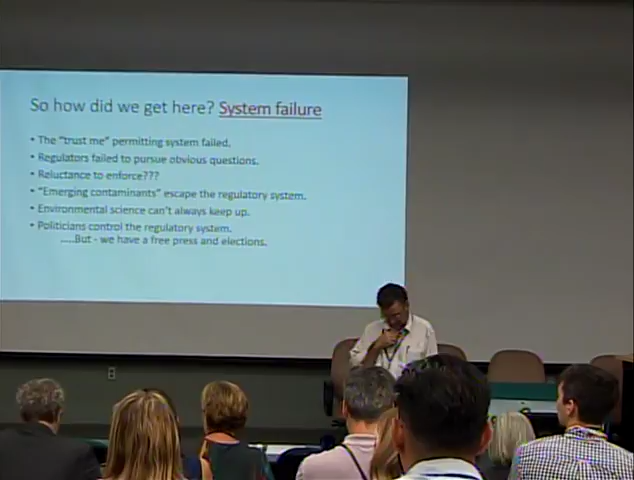 So how did we get here? System failure
• The "trust me" permitting system failed.
• Regulators failed to pursue obvious questions.
• Reluctance to enforce???
• "Emerging contaminants" escape the regulatory system.
• Environmental science can't always keep up.
• Politicians control the regulatory system.
.....But - we have a free press and elections.